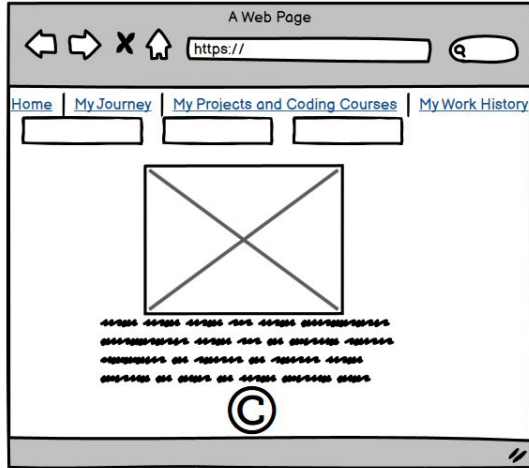 A Web Page
https://
Home | My Journey | My Projects and Coding Courses | My Work History
©